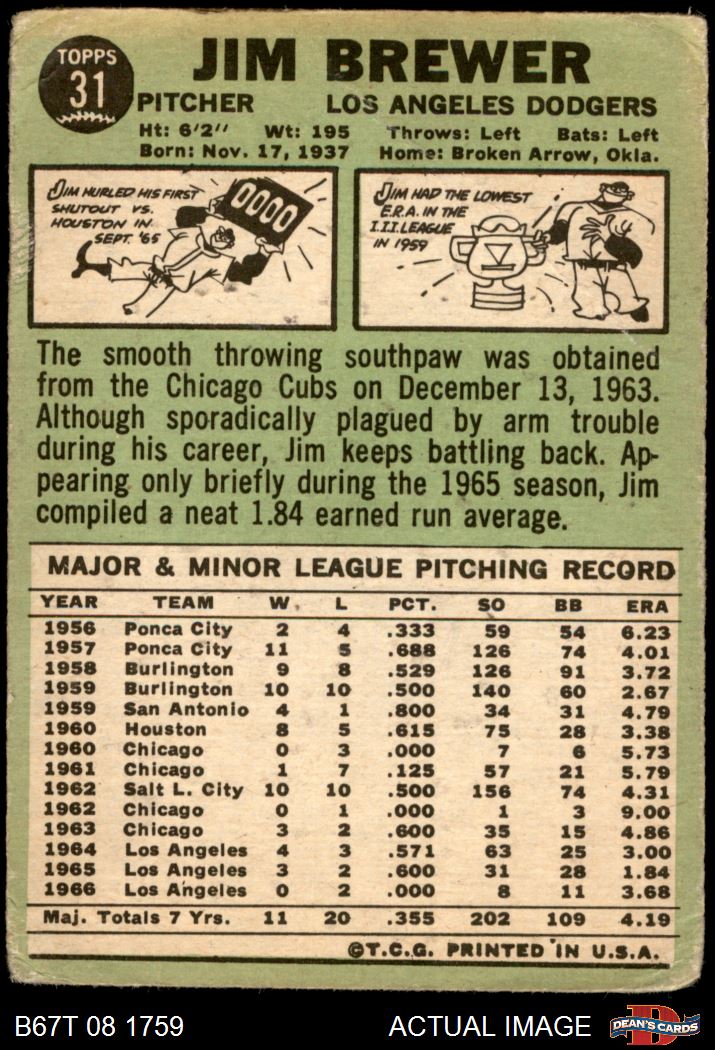 TOPPS
31
JIM BREWER
PITCHER LOS ANGELES DODGERS
Ht: 6'2" Wt: 195 Throws: Left Bats: Left
Born: Nov. 17, 1937 Home: Broken Arrow, Okla.
JIM HURLED HIS FIRST
SHUTOUT VS.
HOUSTON IN
SEPT. '65
0000
JIM HAD THE LOWEST
E.R.A. IN THE
I.I.I. LEAGUE
IN 1959
The smooth throwing southpaw was obtained
from the Chicago Cubs on December 13, 1963.
Although sporadically plagued by arm trouble
during his career, Jim keeps battling back. Ap-
pearing only briefly during the 1965 season, Jim
compiled a neat 1.84 earned run average.
MAJOR & MINOR LEAGUE PITCHING RECORD
YEAR TEAM W. L PCT. SO BB ERA
1956 Ponca City 2 4 .333 59 54 6.23
1957 Ponca City 11 5 .688 126 74 4.01
1958 Burlington 9 8 .529 126 91 3.72
1959 Burlington 10 10 .500 140 60 2.67
1959 San Antonio 4 1 .800 34 31 4.79
1960 Houston 8 5 .615 75 28 3.38
1960 Chicago 0 3 .000 7 6 5.73
1961 Chicago 1 7 .125 57 21 5.79
1962 Salt L. City 10 10 .500 156 74 4.31
1962 Chicago 0 1 .000 1 3 9.00
1963 Chicago 3 2 .600 35 15 4.86
1964 Los Angeles 4 3 .571 63 25 3.00
1965 Los Angeles 3 2 .600 31 28 1.84
1966 Los Angeles 0 2 .000 8 11 3.68
Maj. Totals 7 Yrs. 11 20 .355 202 109 4.19
©T.C.G. PRINTED IN U.S.A.
B67T 08 1759 ACTUAL IMAGE
D
DEAN'S CARDS